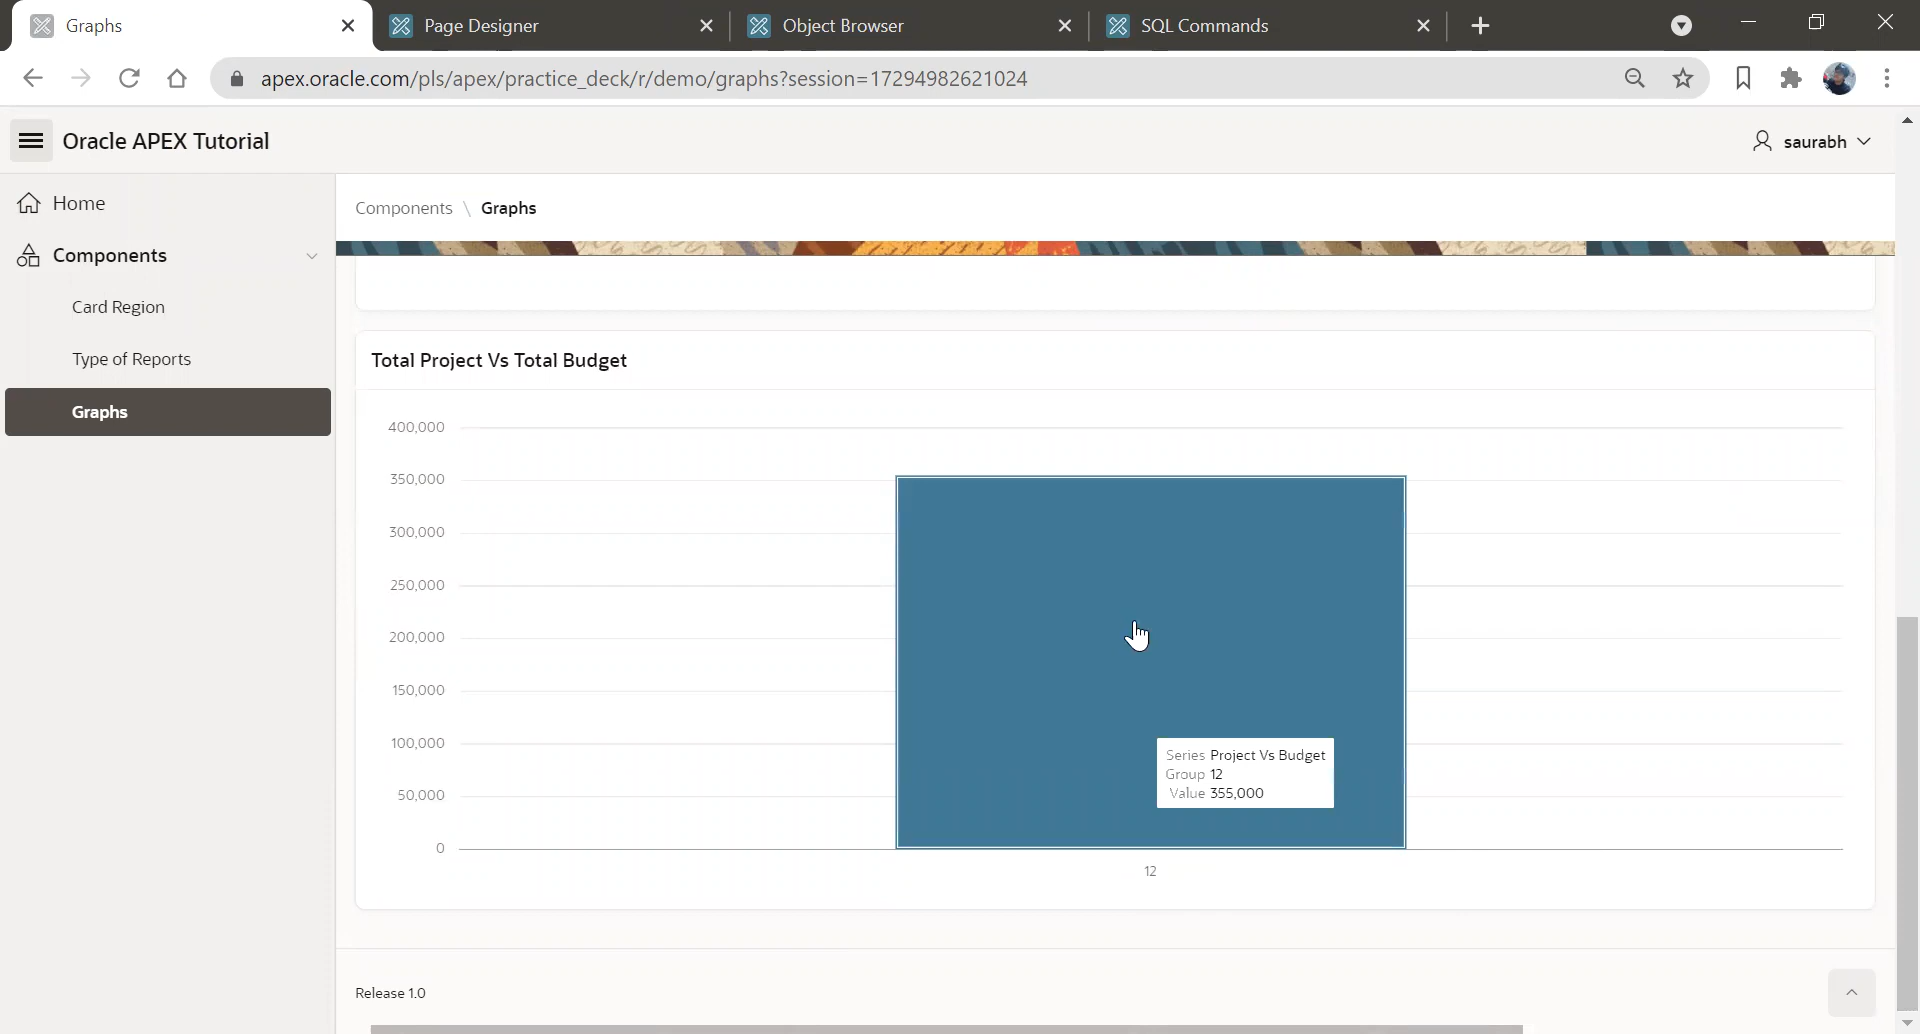 Graphs
Page Designer
Object Browser
SQL Commands
apex.oracle.com/pls/apex/practice_deck/r/demo/graphs?session=17294982621024
Oracle APEX Tutorial
saurabh
Home
Components
Card Region
Type of Reports
Graphs
Components \ Graphs
Total Project Vs Total Budget
400,000
350,000
300,000
250,000
200,000
150,000
100,000
50,000
0
Series Project Vs Budget
Group 12
Value 355,000
12
Release 1.0